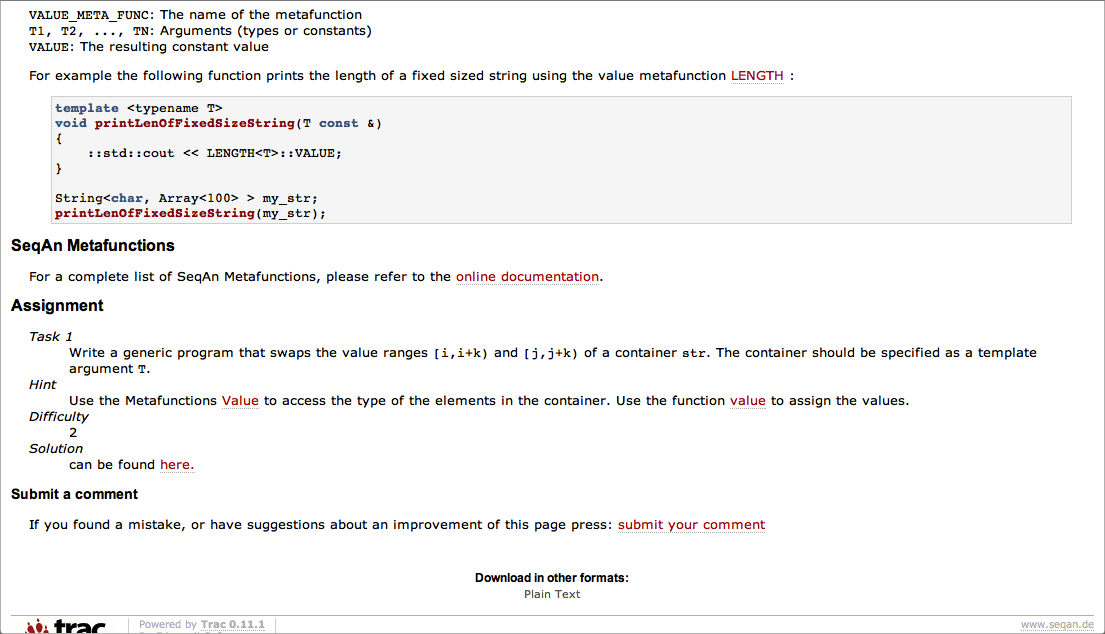 VALUE_META_FUNC: The name of the metafunction
T1, T2, ..., TN: Arguments (types or constants)
VALUE: The resulting constant value
For example the following function prints the length of a fixed sized string using the value metafunction LENGTH :
template <typename T>
void printLenOfFixedSizeString(T const &)
{
    ::std::cout << LENGTH<T>::VALUE;
}
String<char, Array<100> > my_str;
printLenOfFixedSizeString(my_str);
SeqAn Metafunctions
For a complete list of SeqAn Metafunctions, please refer to the online documentation.
Assignment
Task 1
Write a generic program that swaps the value ranges [i,i+k) and [j,j+k) of a container str. The container should be specified as a template
argument T.
Hint
Use the Metafunctions Value to access the type of the elements in the container. Use the function value to assign the values.
Difficulty
2
Solution
can be found here.
Submit a comment
If you found a mistake, or have suggestions about an improvement of this page press: submit your comment
Download in other formats:
Plain Text
trac
Powered by Trac 0.11.1
www.seqan.de